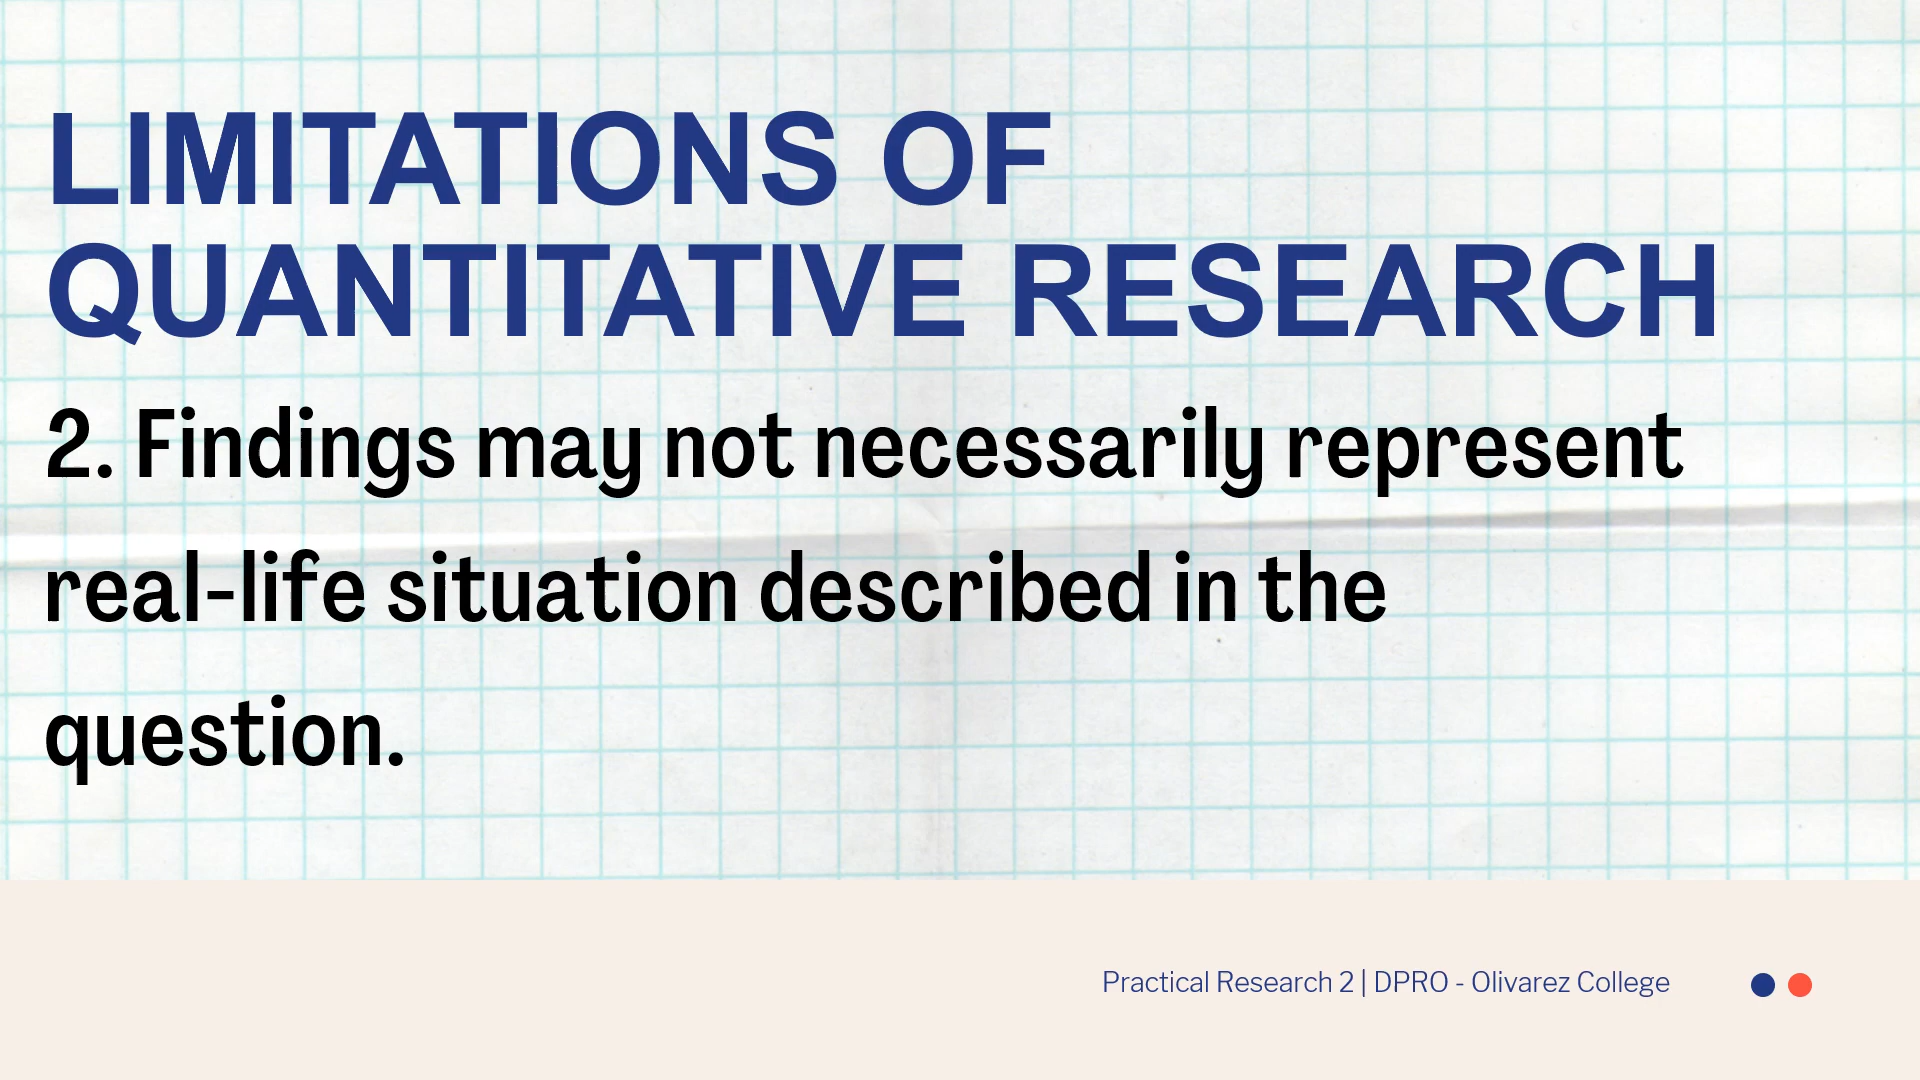 LIMITATIONS OF
QUANTITATIVE RESEARCH
2. Findings may not necessarily represent
real-life situation described in the
question.
Practical Research 2 | DPRO - Olivarez College